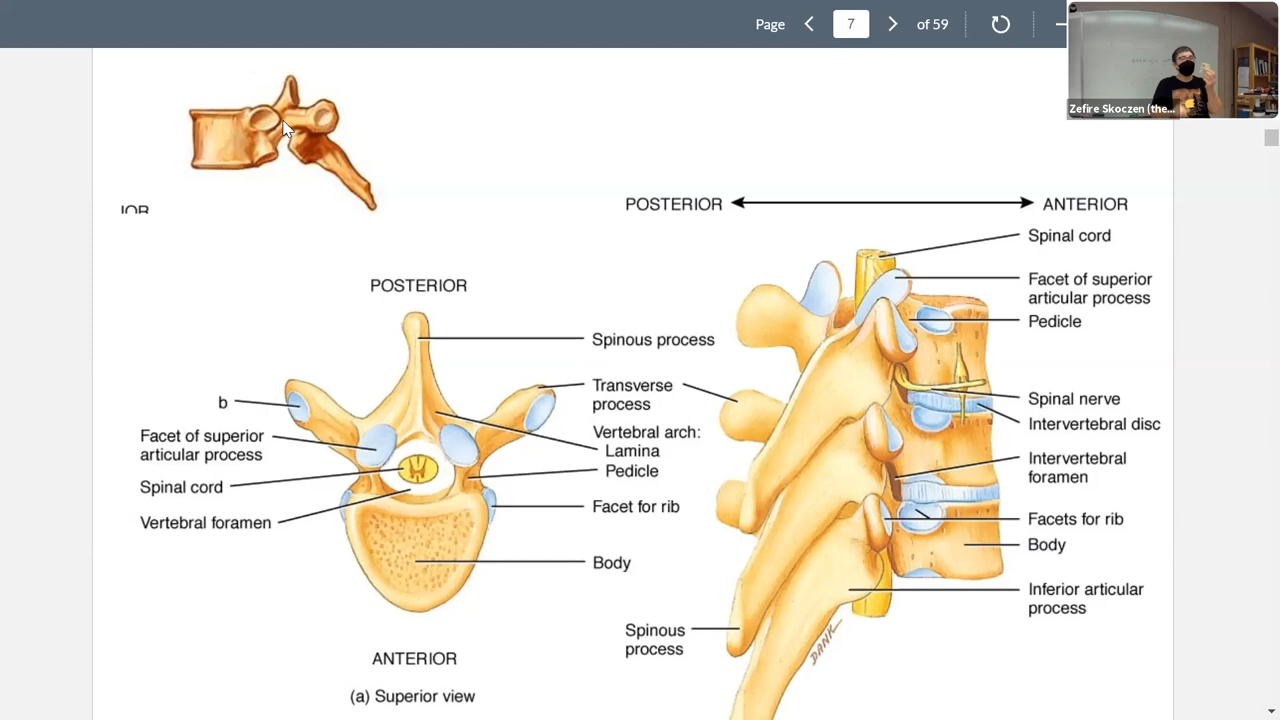 Page 7 of 59
Zefire Skoczen (the...
IOR
POSTERIOR
ANTERIOR
Spinal cord
Facet of superior
articular process
Pedicle
Spinal nerve
Intervertebral disc
Intervertebral
foramen
Facets for rib
Body
Inferior articular
process
Spinous
process
DANK
POSTERIOR
Spinous process
Transverse
process
Vertebral arch:
Lamina
Pedicle
Facet for rib
Body
b
Facet of superior
articular process
Spinal cord
Vertebral foramen
ANTERIOR
(a) Superior view